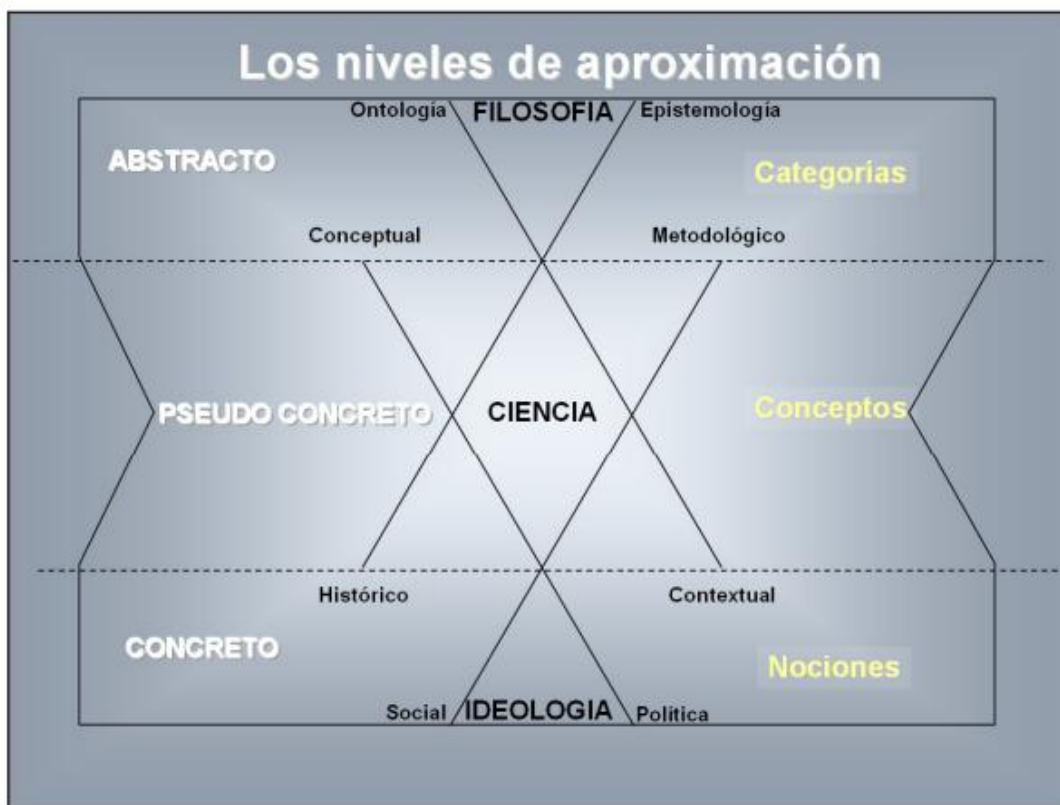 Los niveles de aproximación
Ontología FILOSOFIA Epistemología
ABSTRACTO
Categorías
Conceptual Metodológico
PSEUDO CONCRETO CIENCIA Conceptos
Histórico Contextual
CONCRETO
Nociones
Social IDEOLOGIA Política